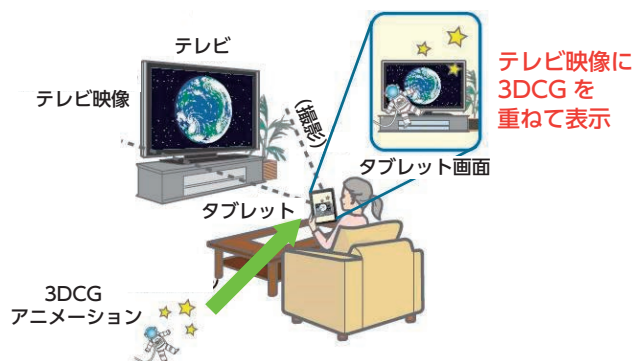 テレビ
テレビ映像
(撮影)
テレビ映像に
3DCG を
重ねて表示
タブレット画面
タブレット
3DCG
アニメーション